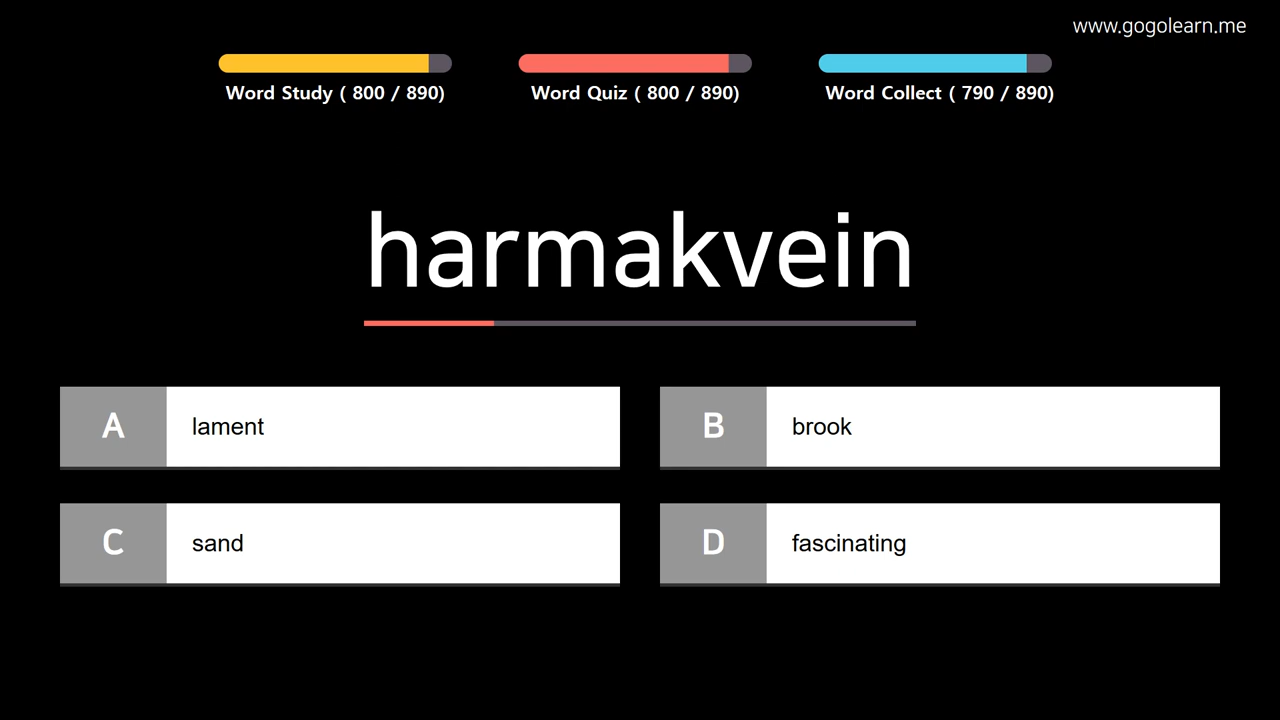 www.gogolearn.me
Word Study ( 800 / 890)
Word Quiz ( 800 / 890)
Word Collect ( 790 / 890)
harmakvein
A lament
B brook
C sand
D fascinating